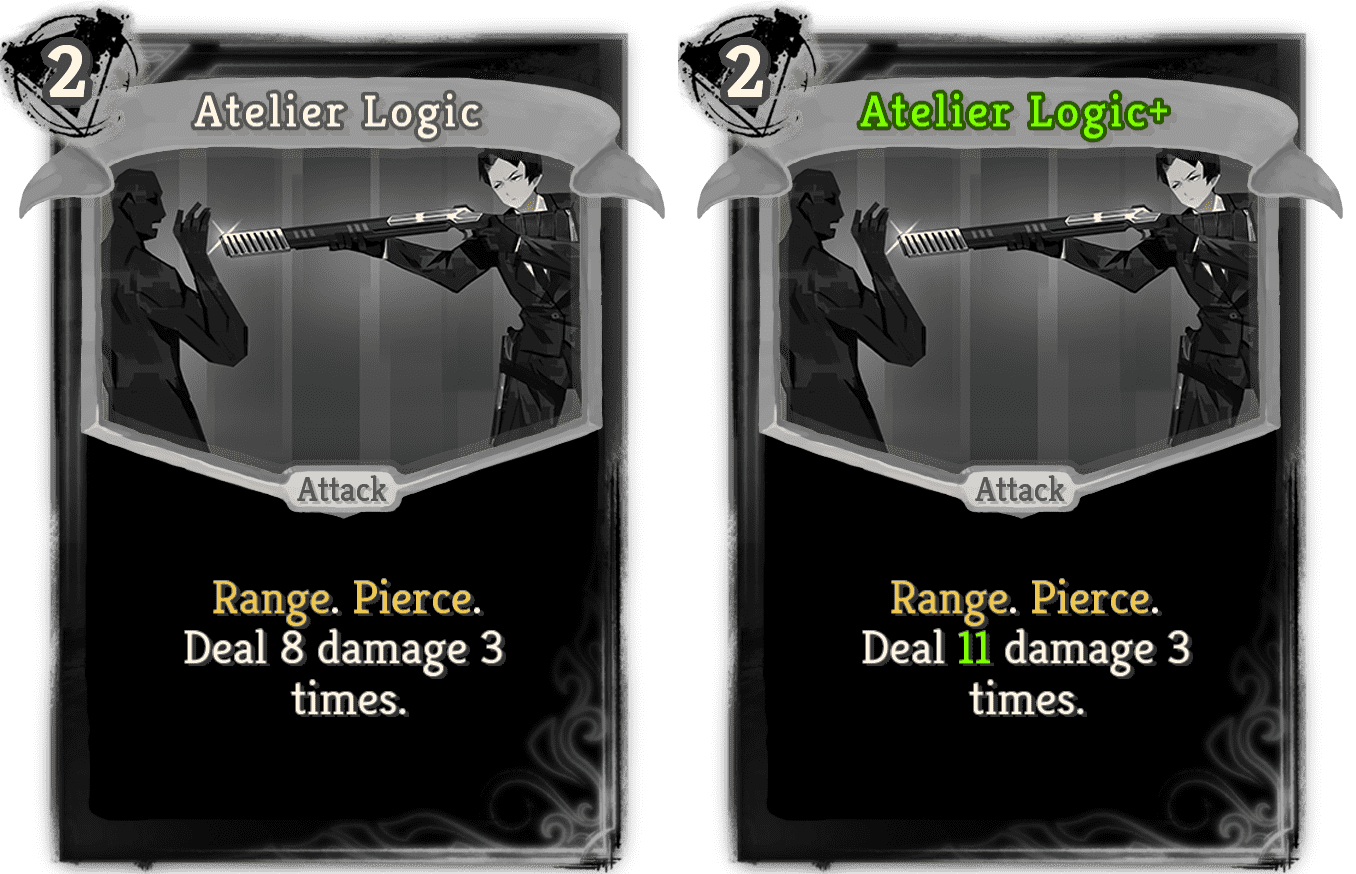 2
Atelier Logic
Attack
Range. Pierce.
Deal 8 damage 3
times.
2
Atelier Logic+
Attack
Range. Pierce.
Deal 11 damage 3
times.